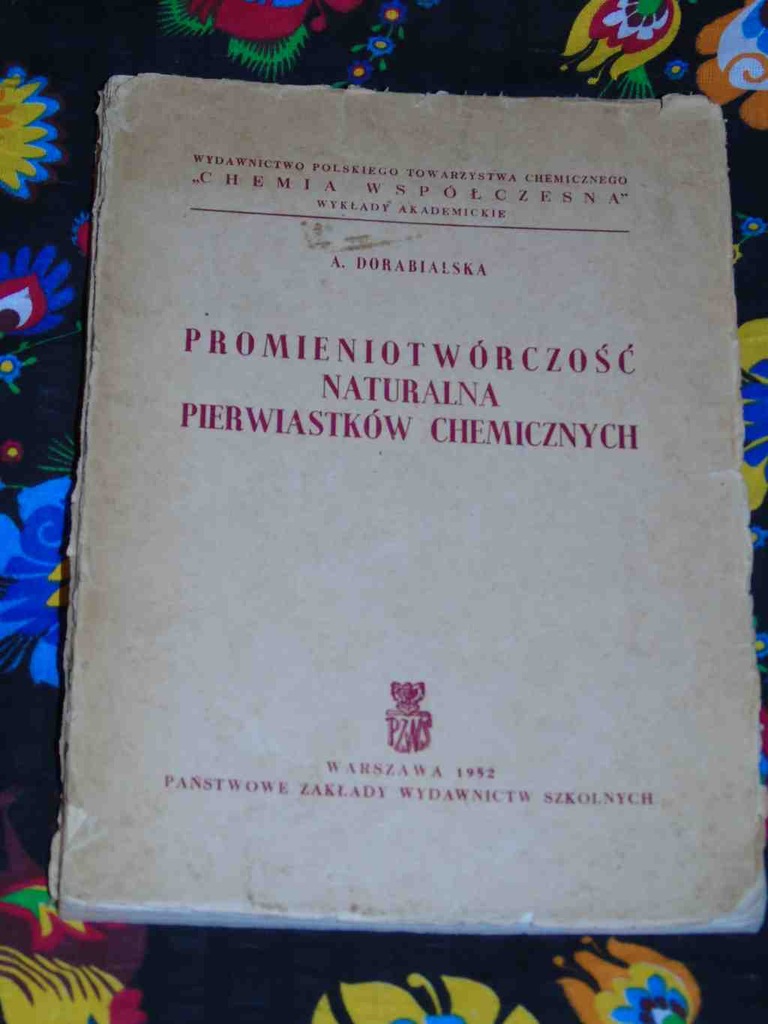 WYDAWNICTWO POLSKIEGO TOWARZYSTWA CHEMICZNEGO
„CHEMIA WSPÓŁCZESNA”
WYKŁADY AKADEMICKIE
A. DORABIALSKA
PROMIENIOTWÓRCZOŚĆ
NATURALNA
PIERWIASTKÓW CHEMICZNYCH
PZWS
WARSZAWA 1952
PAŃSTWOWE ZAKŁADY WYDAWNICTW SZKOLNYCH